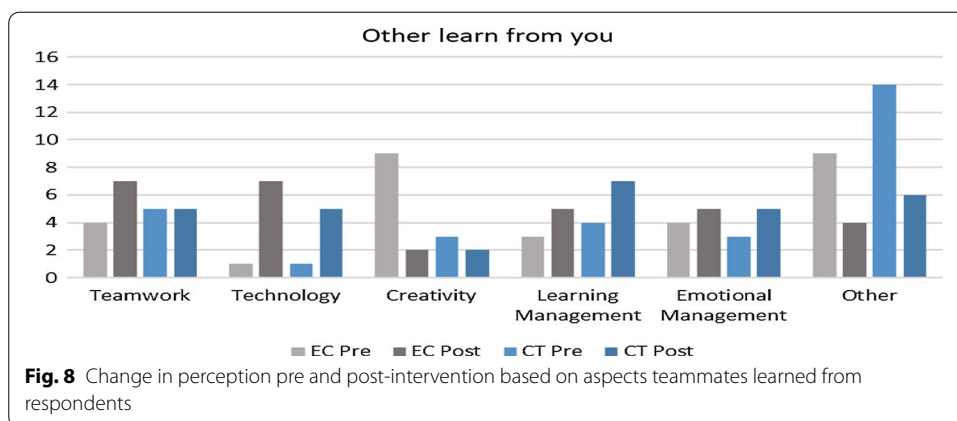 Other learn from you
16
14
12
10
8
6
4
2
0
Teamwork Technology Creativity Learning Management Emotional Management Other
EC Pre EC Post CT Pre CT Post
Fig. 8 Change in perception pre and post-intervention based on aspects teammates learned from
respondents